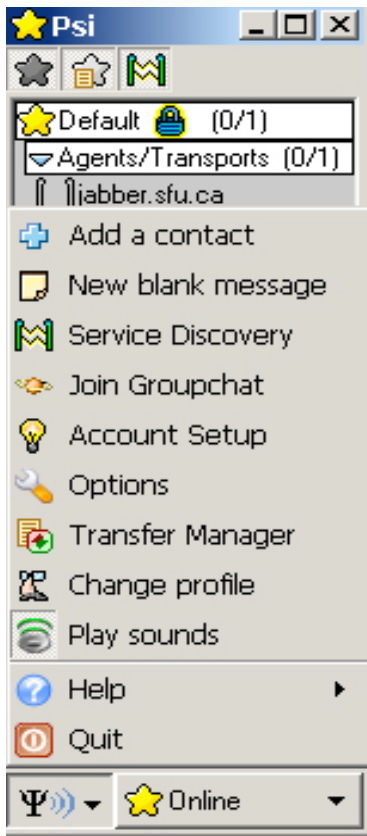 Psi
Default (0/1)
Agents/Transports (0/1)
jabber.sfu.ca
Add a contact
New blank message
Service Discovery
Join Groupchat
Account Setup
Options
Transfer Manager
Change profile
Play sounds
Help
Quit
Ψ Online